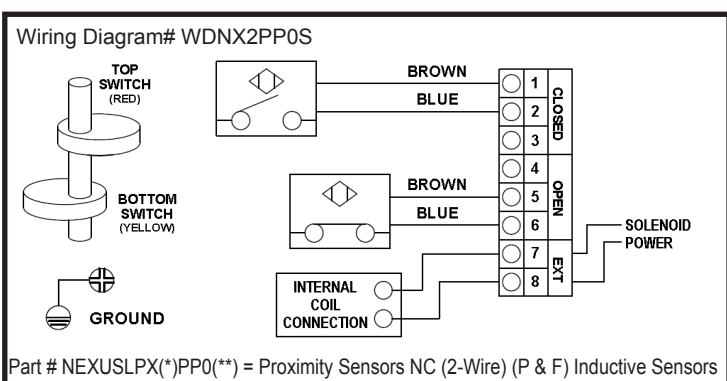 Wiring Diagram# WDNX2PP0S
TOP
SWITCH
(RED)
BOTTOM
SWITCH
(YELLOW)
GROUND
BROWN
BLUE
BROWN
BLUE
INTERNAL
COIL
CONNECTION
1
2
3
4
5
6
7
8
CLOSED
OPEN
EXT
SOLENOID
POWER
Part # NEXUSLPX(*)PP0(**) = Proximity Sensors NC (2-Wire) (P & F) Inductive Sensors